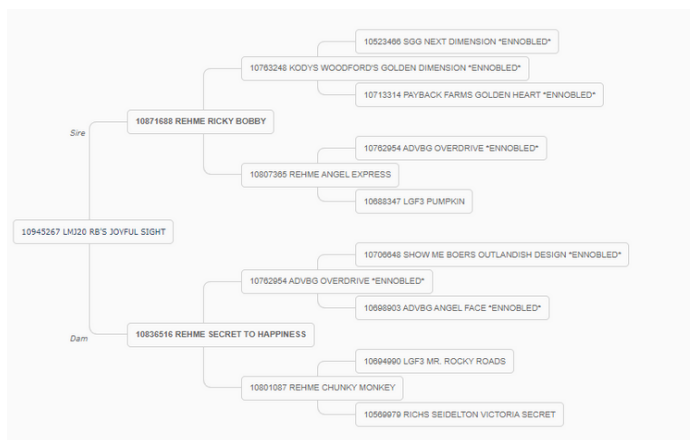 10523466 SGG NEXT DIMENSION *ENNOBLED*
10763248 KODYS WOODFORD'S GOLDEN DIMENSION *ENNOBLED*
10713314 PAYBACK FARMS GOLDEN HEART *ENNOBLED*
10871688 REHME RICKY BOBBY
Sire
10762954 ADVBG OVERDRIVE *ENNOBLED*
10807365 REHME ANGEL EXPRESS
10688347 LGF3 PUMPKIN
10945267 LMJ20 RB'S JOYFUL SIGHT
10706648 SHOW ME BOERS OUTLANDISH DESIGN *ENNOBLED*
10762954 ADVBG OVERDRIVE *ENNOBLED*
10698903 ADVBG ANGEL FACE *ENNOBLED*
10836516 REHME SECRET TO HAPPINESS
Dam
10694990 LGF3 MR. ROCKY ROADS
10801087 REHME CHUNKY MONKEY
10569979 RICHS SEIDELTON VICTORIA SECRET